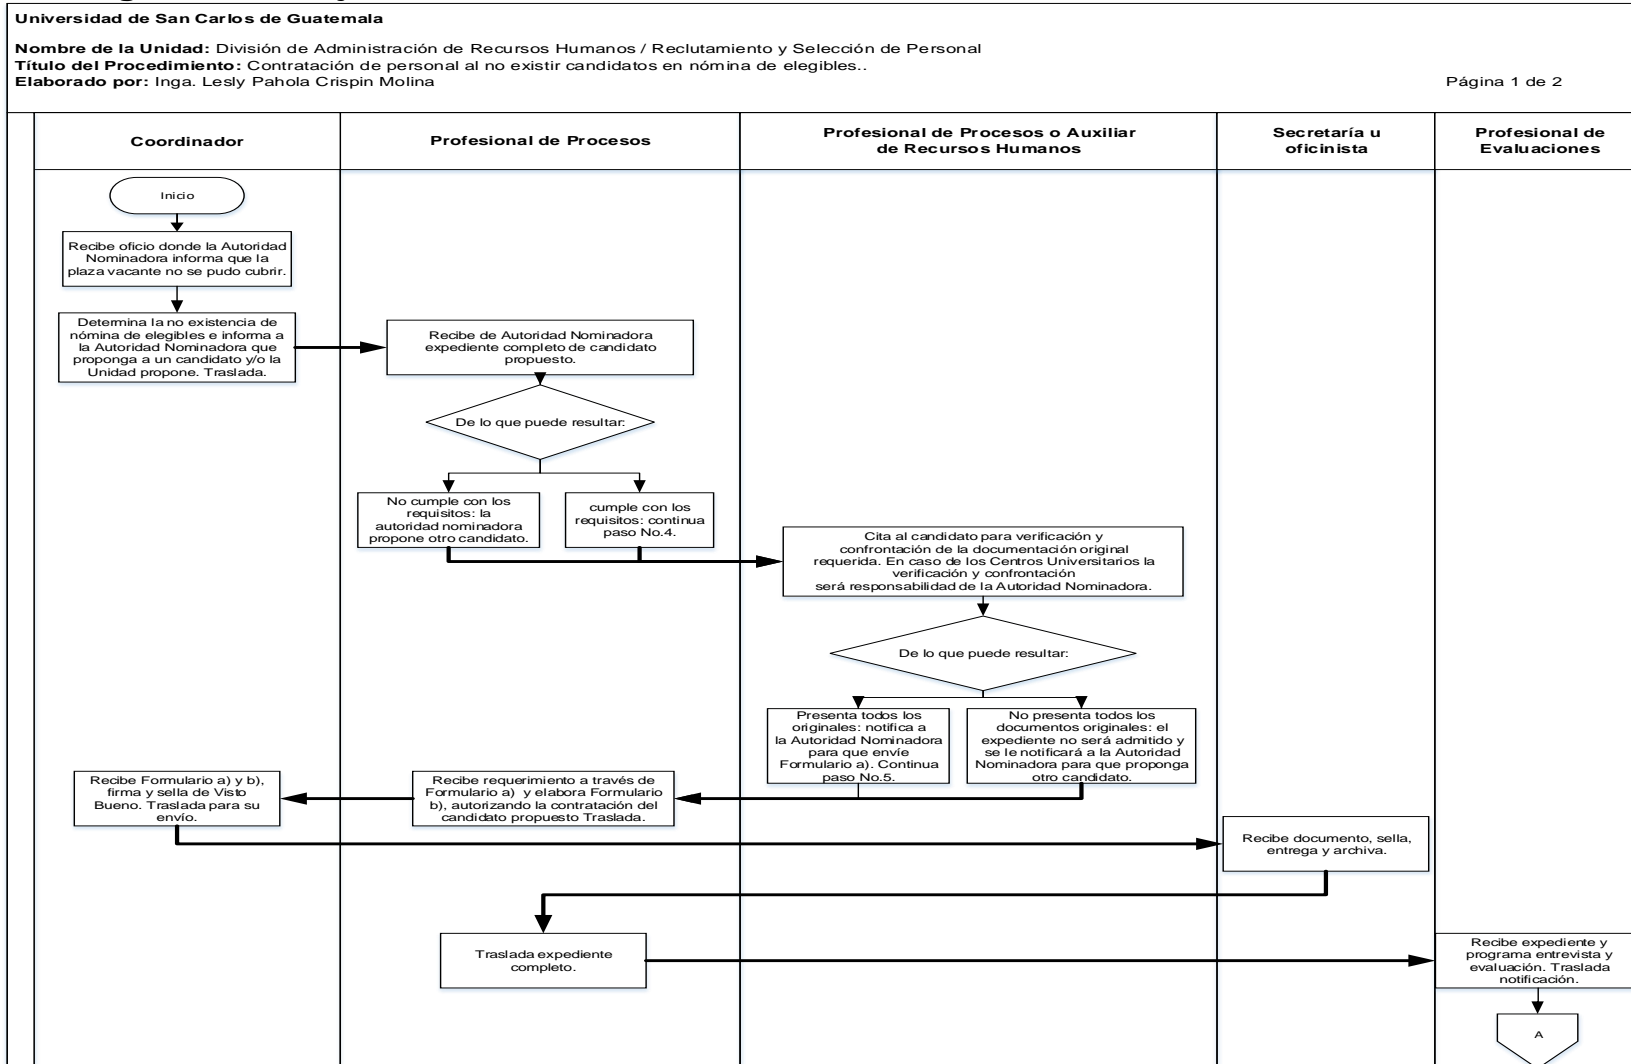 Universidad de San Carlos de Guatemala
Nombre de la Unidad: División de Administración de Recursos Humanos / Reclutamiento y Selección de Personal
Título del Procedimiento: Contratación de personal al no existir candidatos en nómina de elegibles..
Elaborado por: Inga. Lesly Pahola Crispin Molina
Página 1 de 2
Coordinador
Profesional de Procesos
Profesional de Procesos o Auxiliar
de Recursos Humanos
Secretaría u
oficinista
Profesional de
Evaluaciones
Inicio
Recibe oficio donde la Autoridad
Nominadora informa que la
plaza vacante no se pudo cubrir.
Determina la no existencia de
nómina de elegibles e informa a
la Autoridad Nominadora que
proponga a un candidato y/o la
Unidad propone. Traslada.
Recibe de Autoridad Nominadora
expediente completo de candidato
propuesto.
De lo que puede resultar:
No cumple con los
requisitos: la
autoridad nominadora
propone otro candidato.
cumple con los
requisitos: continua
paso No.4.
Cita al candidato para verificación y
confrontación de la documentación original
requerida. En caso de los Centros Universitarios la
verificación y confrontación
será responsabilidad de la Autoridad Nominadora.
De lo que puede resultar:
Presenta todos los
originales: notifica a
la Autoridad Nominadora
para que envíe
Formulario a). Continua
paso No.5.
No presenta todos los
documentos originales: el
expediente no será admitido y
se le notificará a la Autoridad
Nominadora para que proponga
otro candidato.
Recibe requerimiento a través de
Formulario a) y elabora Formulario
b), autorizando la contratación del
candidato propuesto Traslada.
Recibe Formulario a) y b),
firma y sella de Visto
Bueno. Traslada para su
envío.
Recibe documento, sella,
entrega y archiva.
Traslada expediente
completo.
Recibe expediente y
programa entrevista y
evaluación. Traslada
notificación.
A